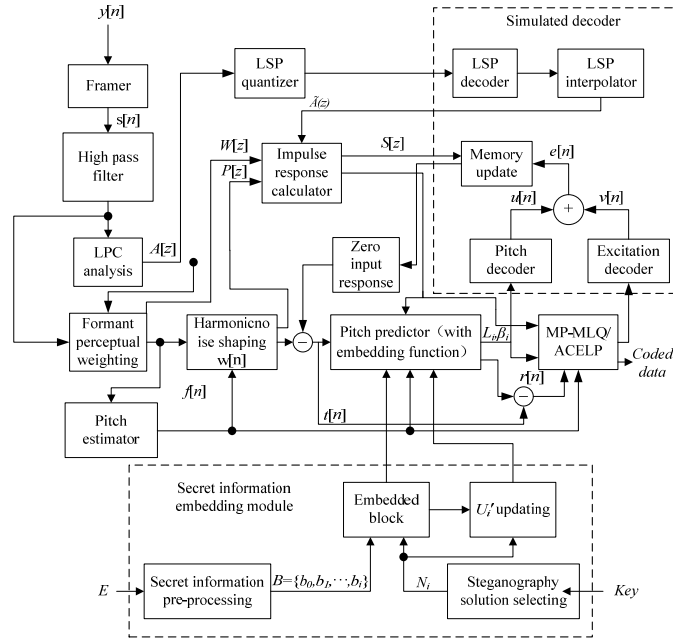 y[n]
Simulated decoder
Framer
LSP
quantizer
LSP
decoder
LSP
interpolator
s[n]
Ã(z)
High pass
filter
W[z]
P[z]
Impulse
response
calculator
S[z]
Memory
update
e[n]
u[n]
v[n]
+
LPC
analysis
A[z]
Zero
input
response
Pitch
decoder
Excitation
decoder
Formant
perceptual
weighting
Harmonicno
ise shaping
w[n]
−
Pitch predictor（with
embedding function）
Lᵢ,βᵢ
MP-MLQ/
ACELP
Coded
data
f[n]
r[n]
−
Pitch
estimator
t[n]
Secret information
embedding module
Embedded
block
Uᵢ′ updating
E
Secret information
pre-processing
B={b₀,b₁,⋯,bᵢ}
Nᵢ
Steganography
solution selecting
Key